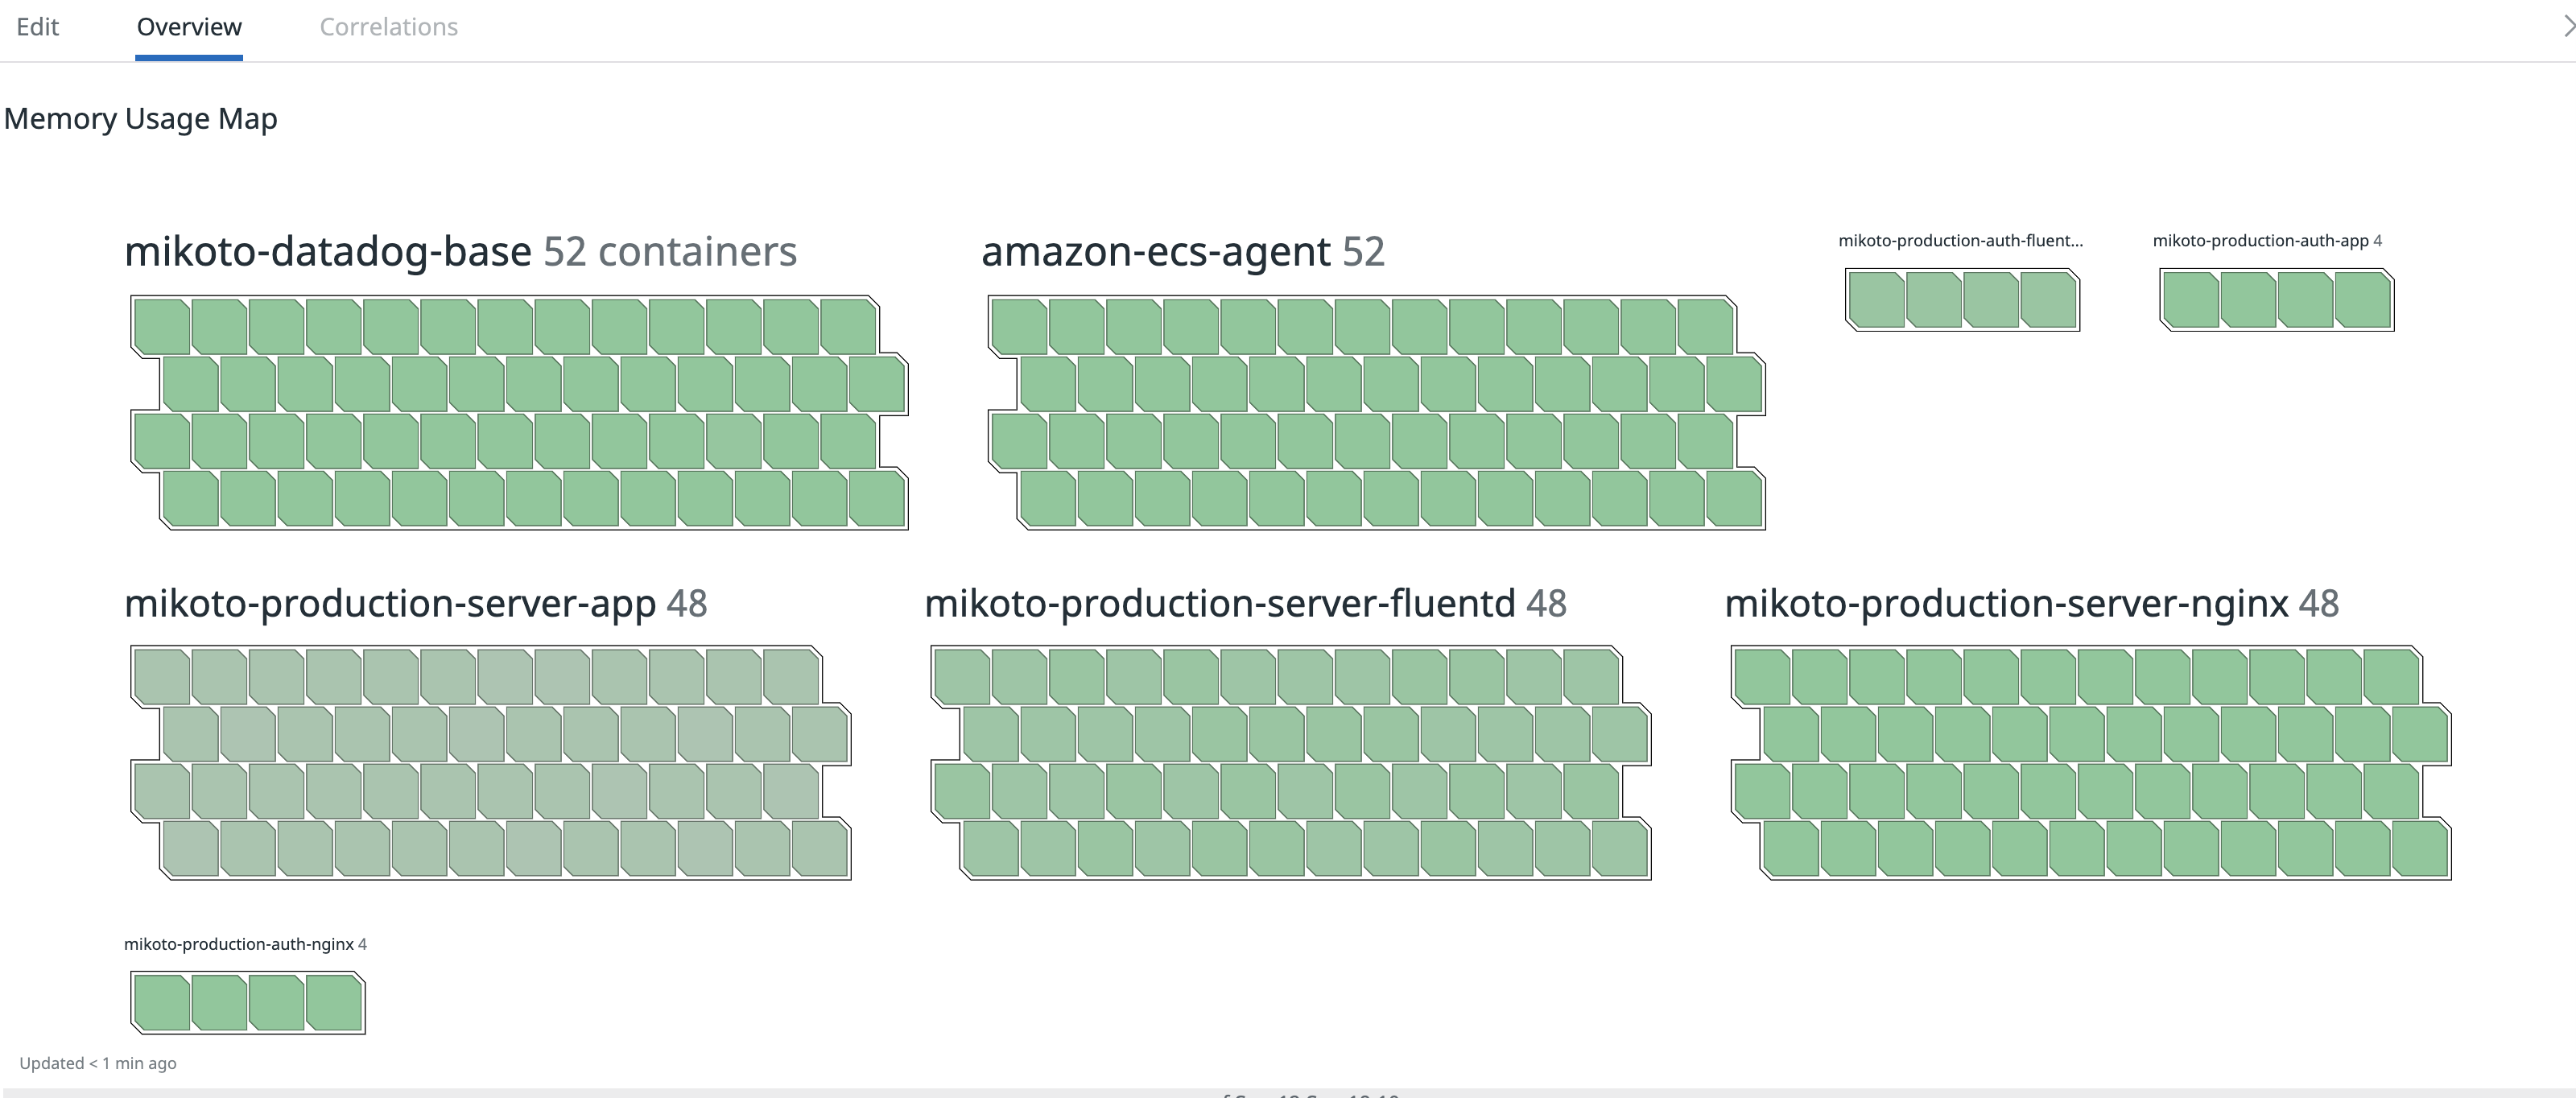 Edit Overview Correlations
Memory Usage Map
mikoto-datadog-base 52 containers
amazon-ecs-agent 52
mikoto-production-auth-fluent...
mikoto-production-auth-app 4
mikoto-production-server-app 48
mikoto-production-server-fluentd 48
mikoto-production-server-nginx 48
mikoto-production-auth-nginx 4
Updated < 1 min ago